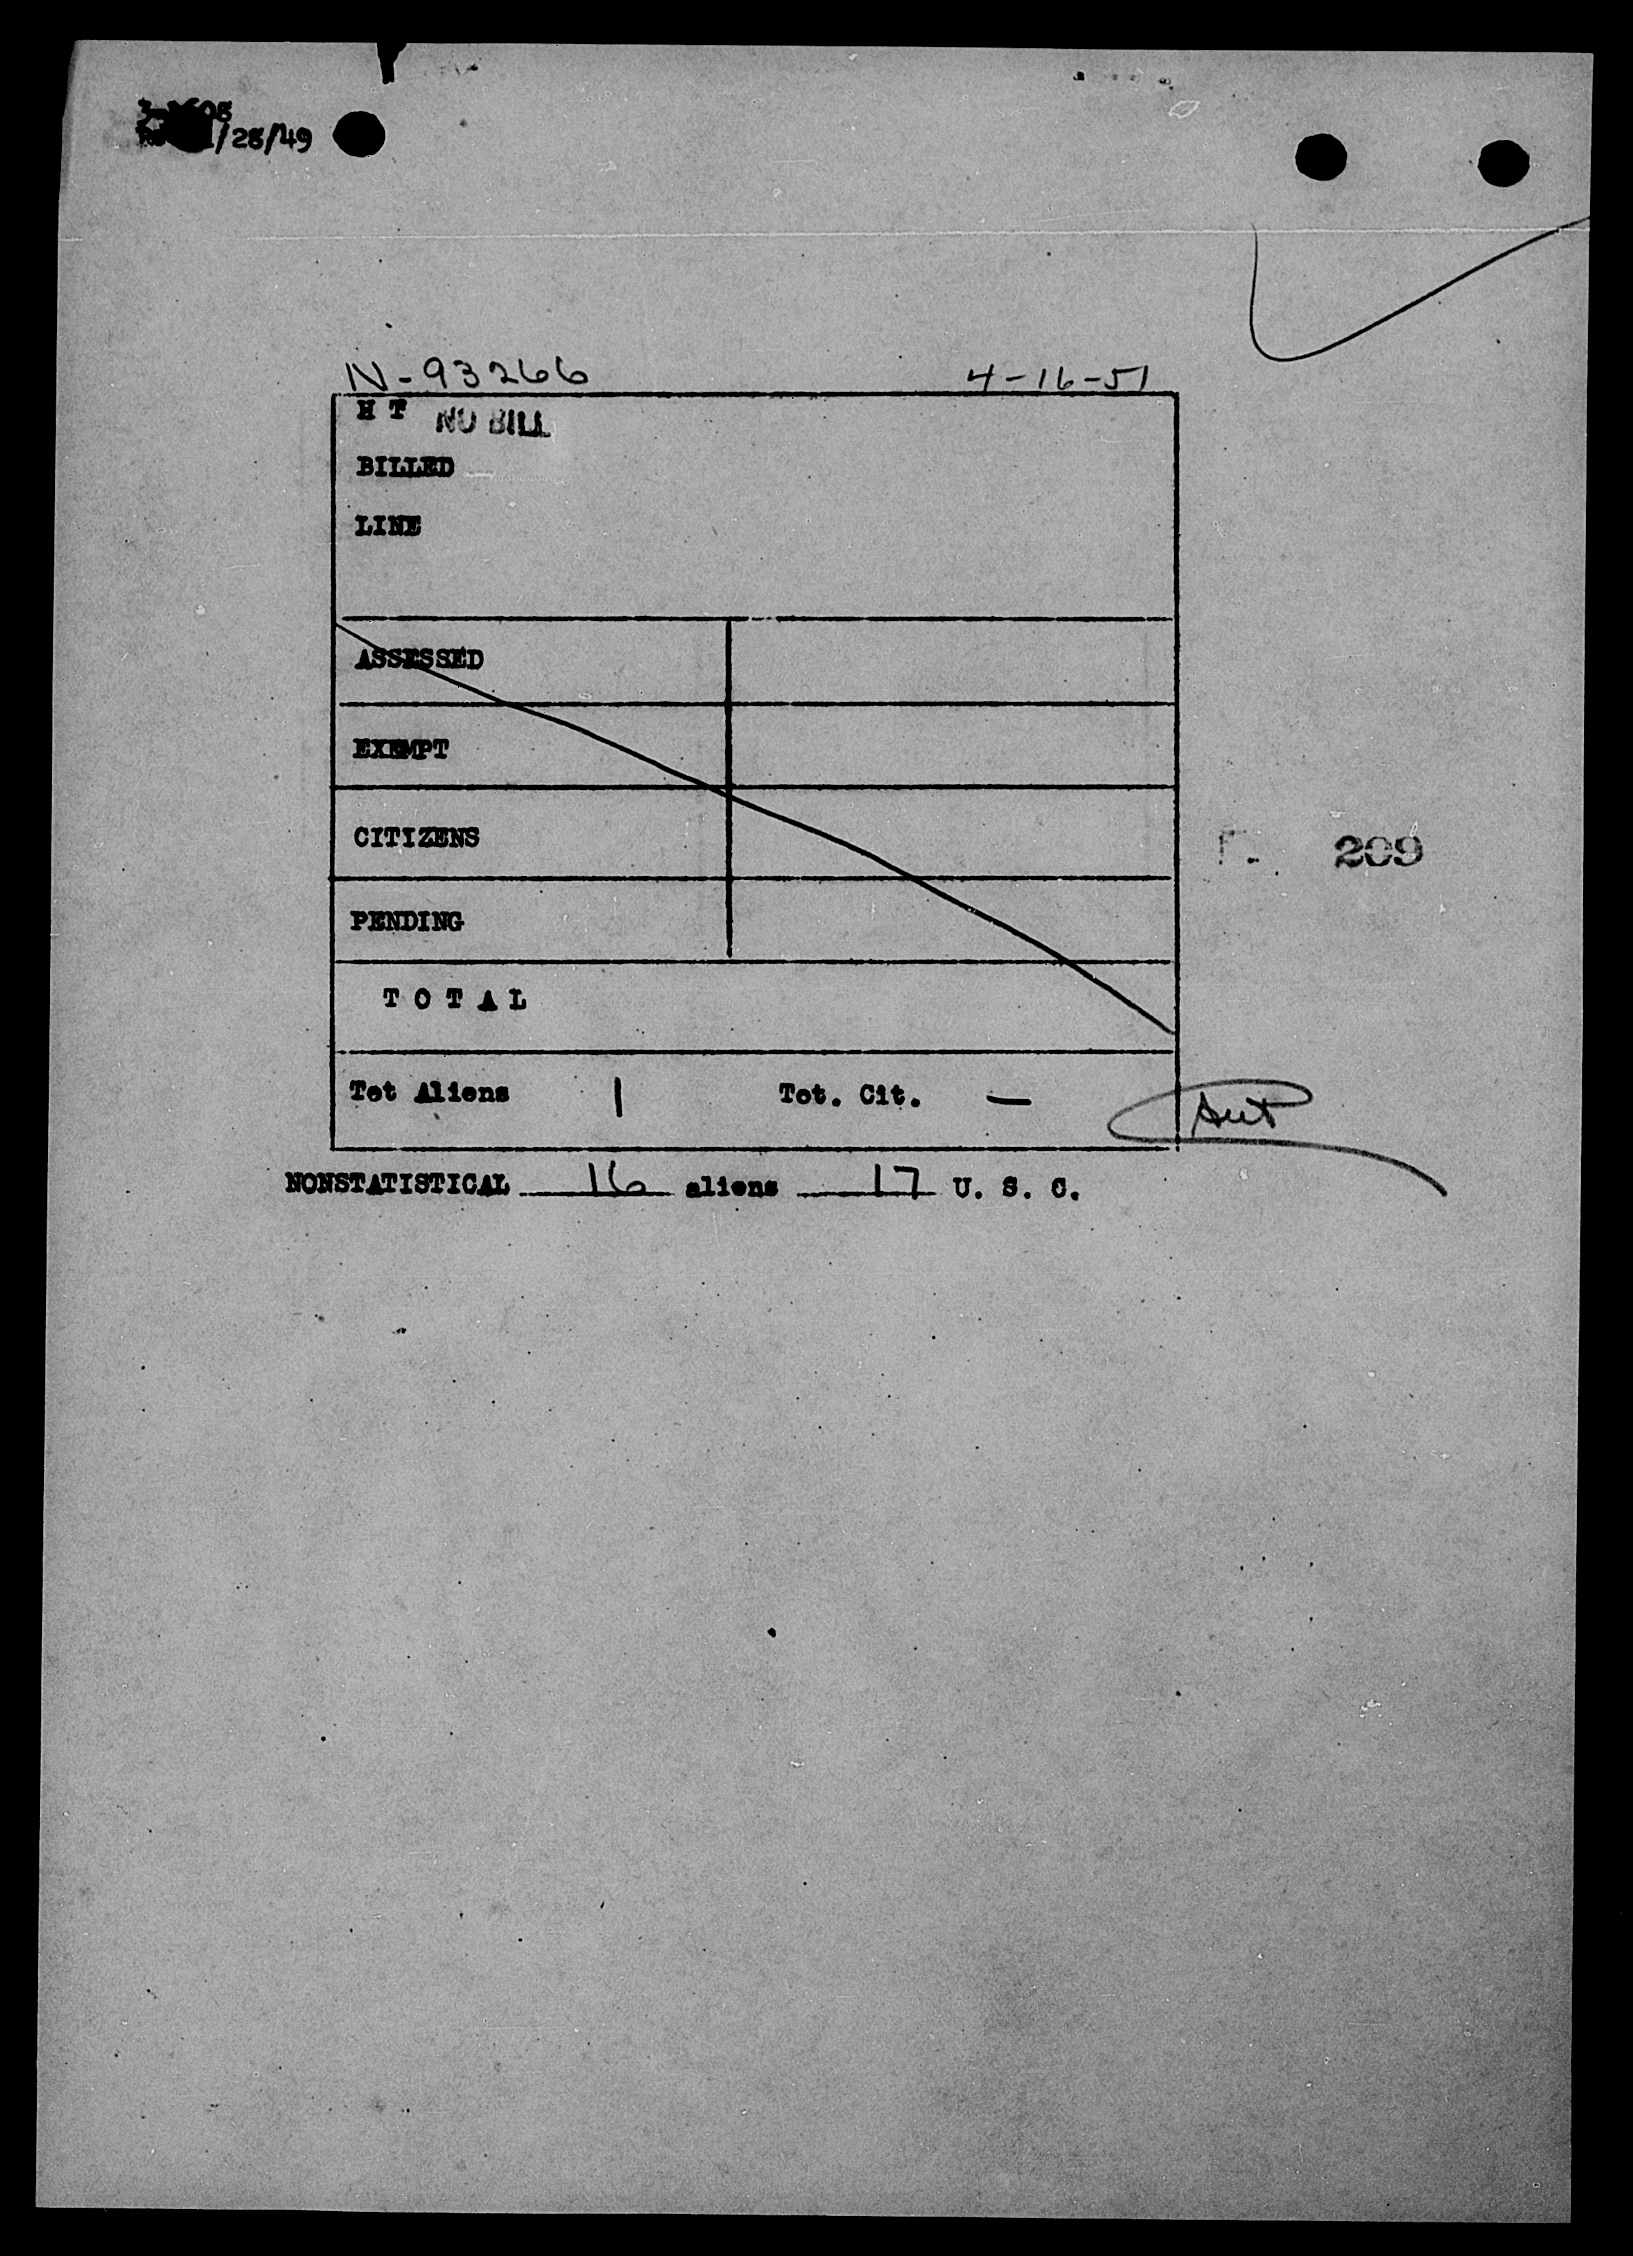 /28/49
N-93266 4-16-51
H T NO BILL
BILLED
LINE
ASSESSED
EXEMPT
CITIZENS
209
PENDING
T O T A L
Tot Aliens 1 Tot. Cit. —
NONSTATISTICAL 16 aliens 17 U. S. C.